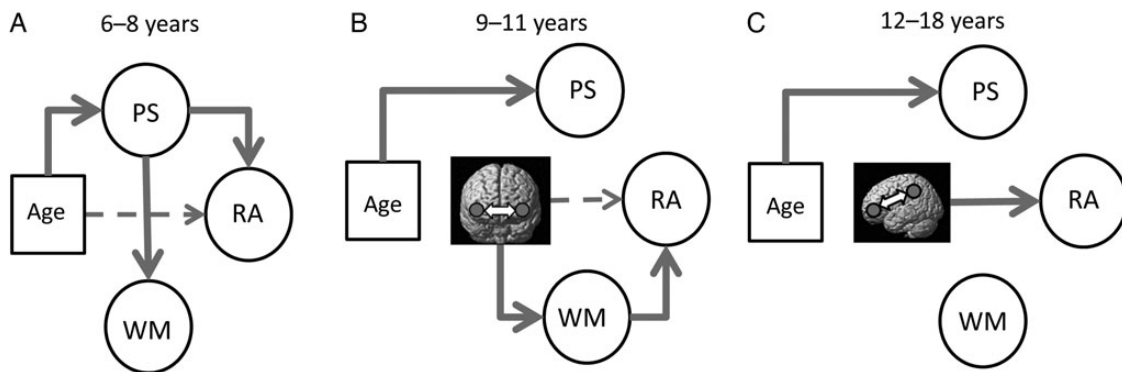 A
6–8 years
PS
Age
RA
WM
B
9–11 years
PS
Age
RA
WM
C
12–18 years
PS
Age
RA
WM